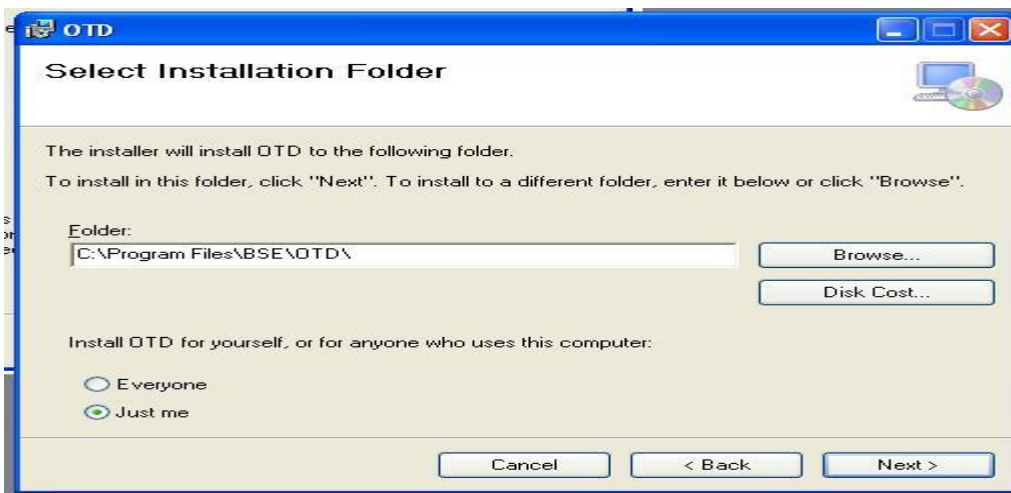 OTD
Select Installation Folder
The installer will install OTD to the following folder.
To install in this folder, click "Next". To install to a different folder, enter it below or click "Browse".
Folder:
C:\Program Files\BSE\OTD\
Browse...
Disk Cost...
Install OTD for yourself, or for anyone who uses this computer:
Everyone
Just me
Cancel
< Back
Next >